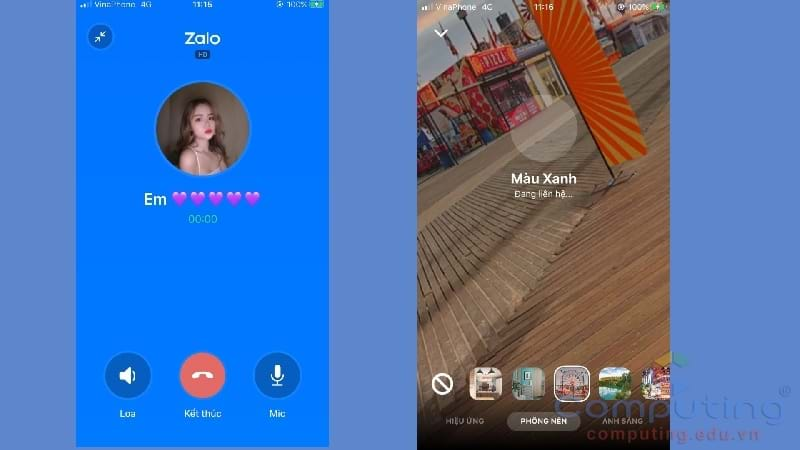 VinaPhone 4G 11:15 100%
Zalo
HD
Em 💜💜💜💜💜
00:00
Loa Kết thúc Mic
VinaPhone 4G 11:16 100%
PIZZA
Màu Xanh
Đang liên hệ...
HIỆU ỨNG PHÔNG NỀN ÁNH SÁNG
Computing®
computing.edu.vn